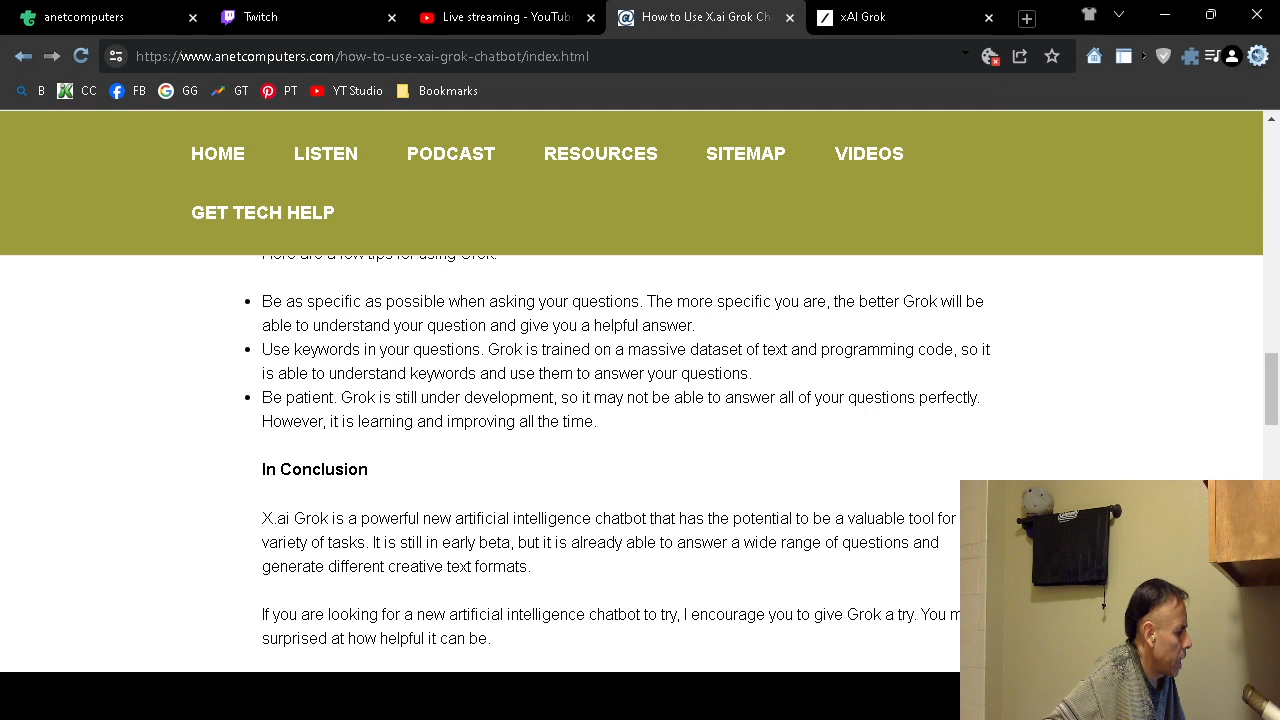 anetcomputers
Twitch
Live streaming - YouTub
How to Use X.ai Grok Ch
xAI Grok
https://www.anetcomputers.com/how-to-use-xai-grok-chatbot/index.html
B
CC
FB
GG
GT
PT
YT Studio
Bookmarks
HOME
LISTEN
PODCAST
RESOURCES
SITEMAP
VIDEOS
GET TECH HELP
Here are a few tips for using Grok:
• Be as specific as possible when asking your questions. The more specific you are, the better Grok will be
able to understand your question and give you a helpful answer.
• Use keywords in your questions. Grok is trained on a massive dataset of text and programming code, so it
is able to understand keywords and use them to answer your questions.
• Be patient. Grok is still under development, so it may not be able to answer all of your questions perfectly.
However, it is learning and improving all the time.
In Conclusion
X.ai Grok is a powerful new artificial intelligence chatbot that has the potential to be a valuable tool for
variety of tasks. It is still in early beta, but it is already able to answer a wide range of questions and
generate different creative text formats.
If you are looking for a new artificial intelligence chatbot to try, I encourage you to give Grok a try. You m
surprised at how helpful it can be.